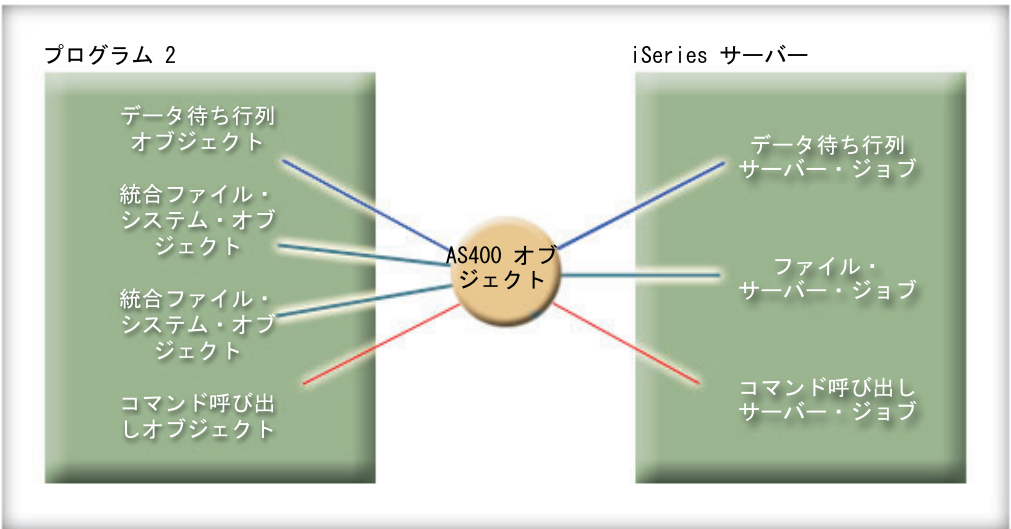 プログラム 2
データ待ち行列
オブジェクト
統合ファイル・
システム・オブ
ジェクト
統合ファイル・
システム・オブ
ジェクト
コマンド呼び出
しオブジェクト
AS400 オブ
ジェクト
iSeries サーバー
データ待ち行列
サーバー・ジョブ
ファイル・
サーバー・ジョブ
コマンド呼び出し
サーバー・ジョブ